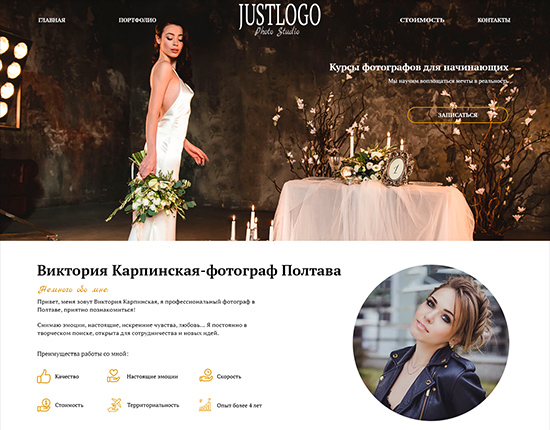 ГЛАВНАЯ ПОРТФОЛИО JUSTLOGO СТОИМОСТЬ КОНТАКТЫ
Photo Studio
Курсы фотографов для начинающих
Мы научим воплощаться мечты в реальность
ЗАПИСАТЬСЯ
Виктория Карпинская-фотограф Полтава
Немного обо мне
Привет, меня зовут Виктория Карпинская, я профессиональный фотограф в
Полтаве, приятно познакомиться!
Снимаю эмоции, настоящие, искренние чувства, любовь... Я постоянно в
творческом поиске, открыта для сотрудничества и новых идей.
Преимущества работы со мной:
Качество Настоящие эмоции Скорость
Стоимость Территориальность Опыт более 4 лет